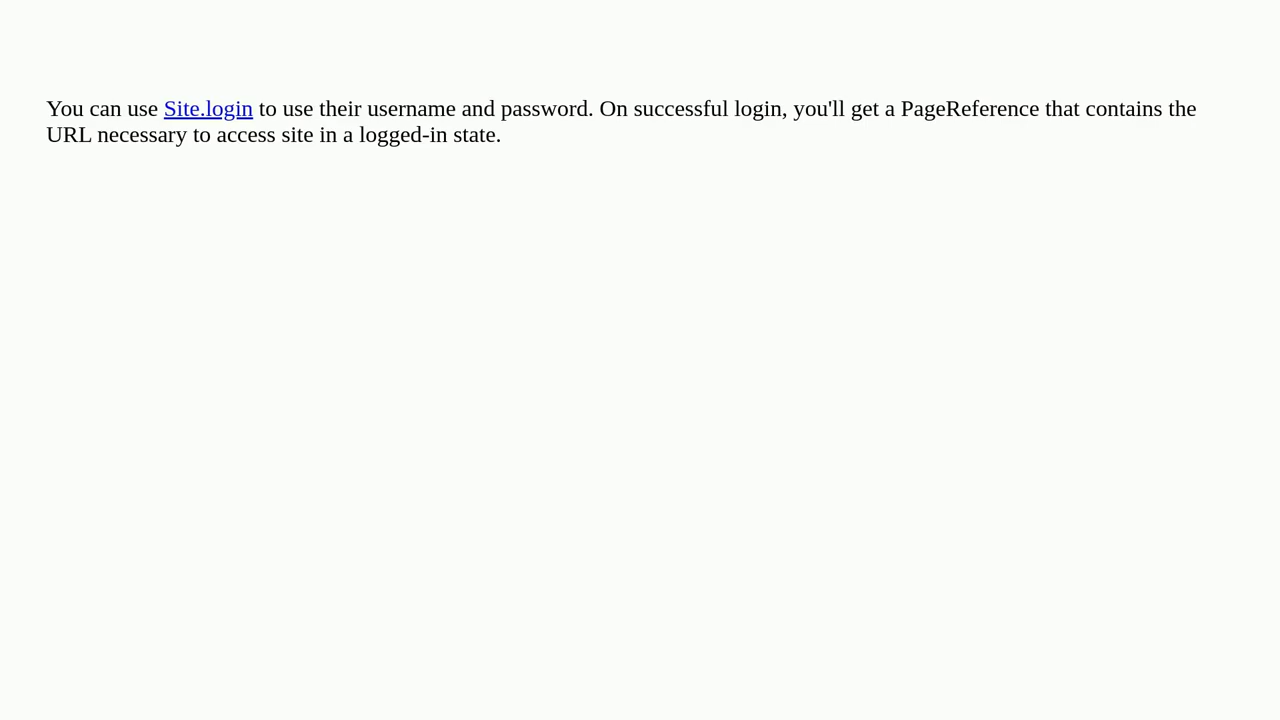 You can use Site.login to use their username and password. On successful login, you'll get a PageReference that contains the
URL necessary to access site in a logged-in state.